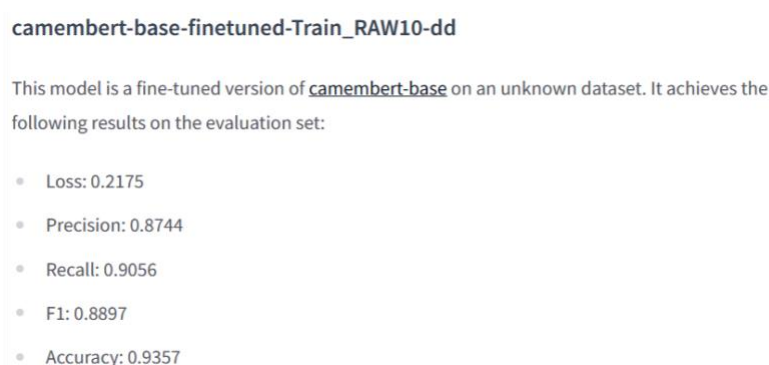 camembert-base-finetuned-Train_RAW10-dd
This model is a fine-tuned version of camembert-base on an unknown dataset. It achieves the
following results on the evaluation set:
Loss: 0.2175
Precision: 0.8744
Recall: 0.9056
F1: 0.8897
Accuracy: 0.9357